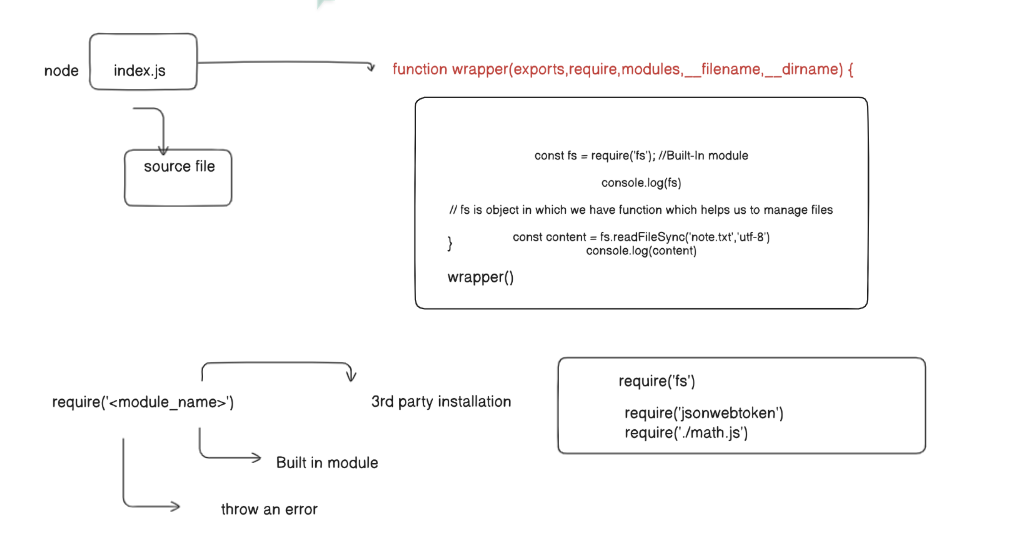 node
index.js
function wrapper(exports,require,modules,__filename,__dirname) {
source file
const fs = require('fs'); //Built-In module
console.log(fs)
// fs is object in which we have function which helps us to manage files
const content = fs.readFileSync('note.txt','utf-8')
console.log(content)
}
wrapper()
require('<module_name>')
3rd party installation
Built in module
throw an error
require('fs')
require('jsonwebtoken')
require('./math.js')